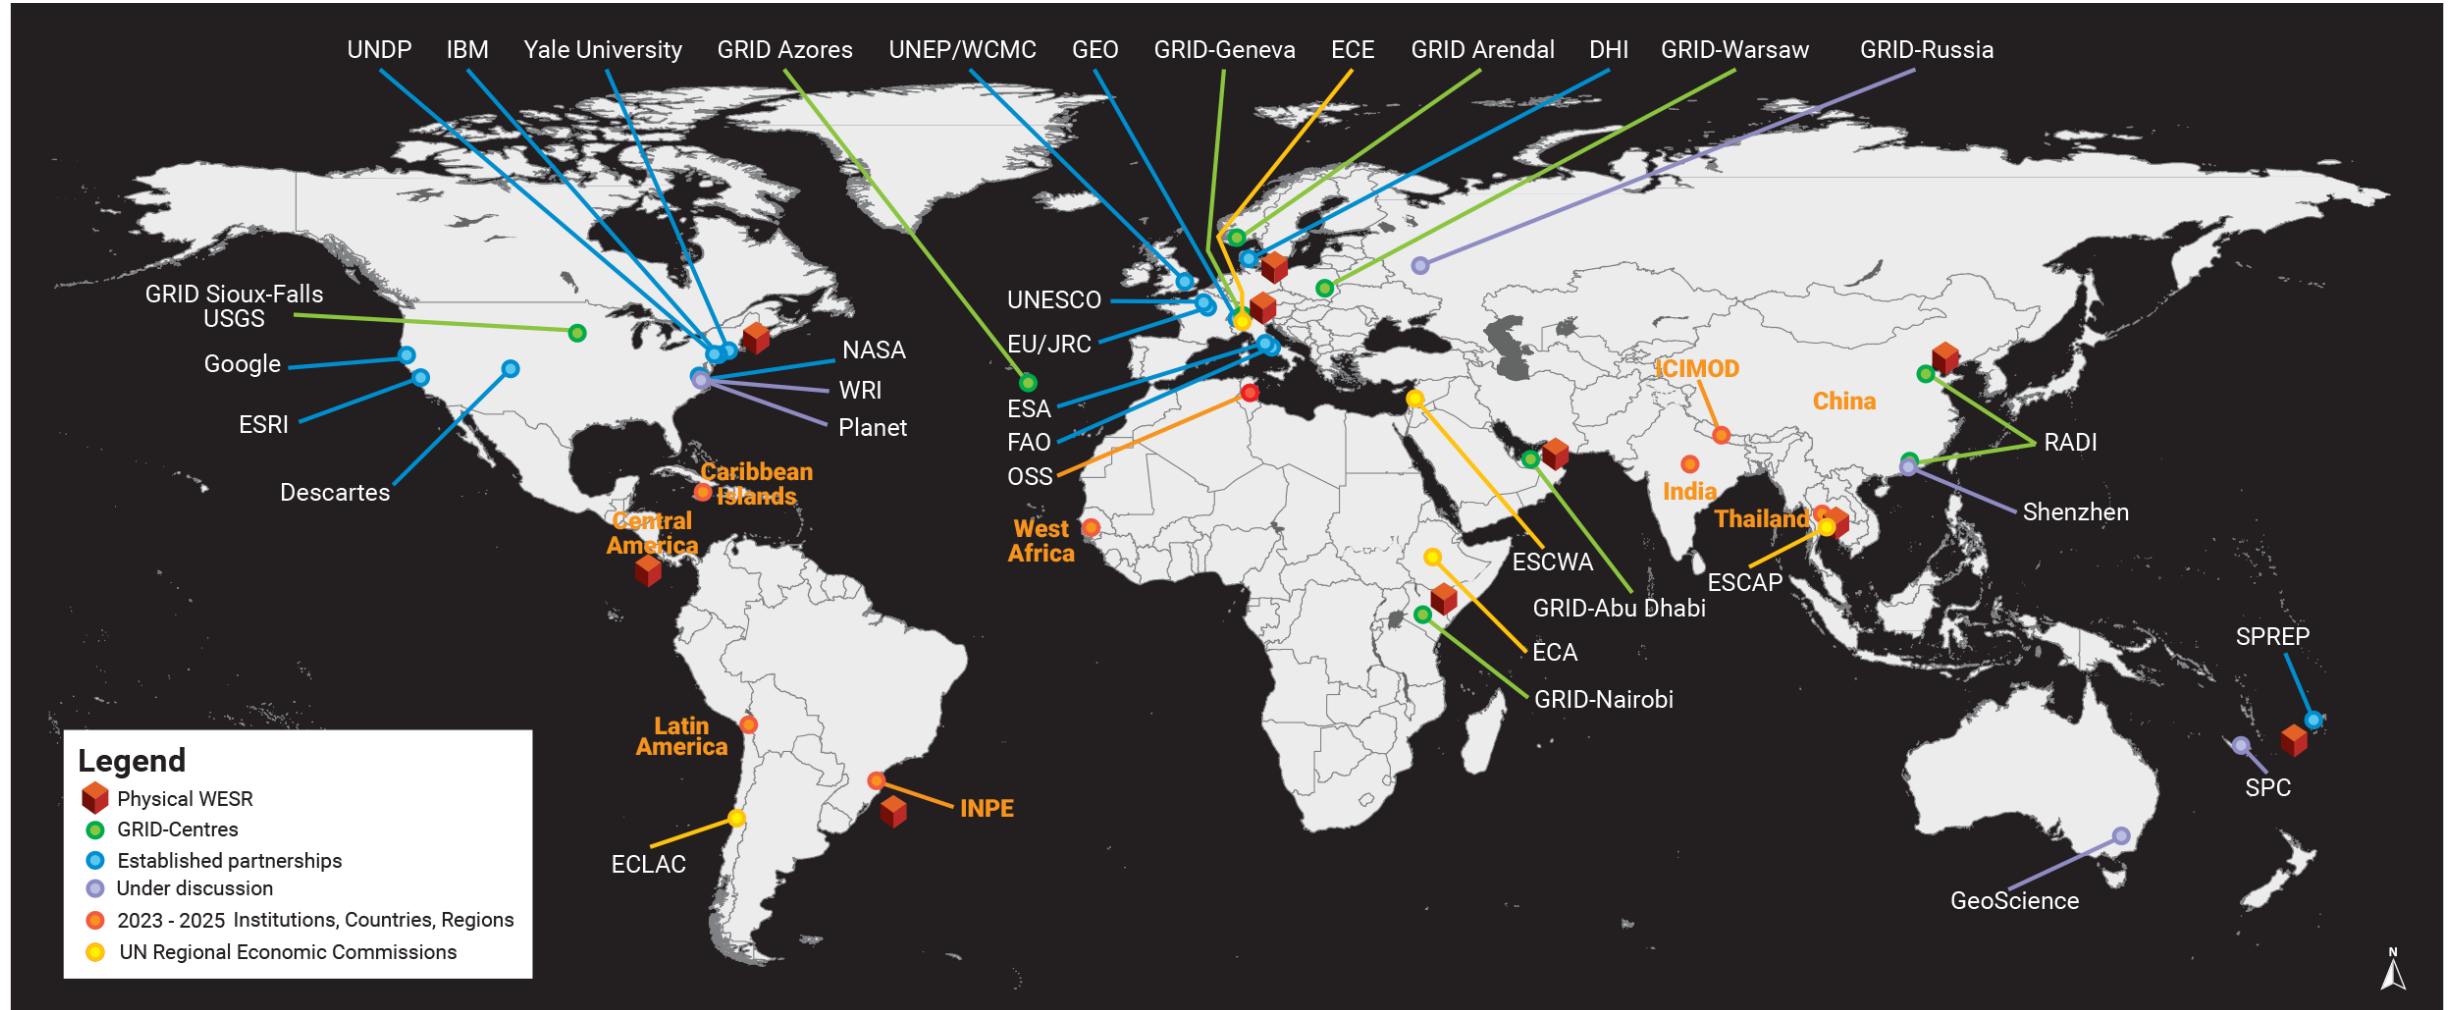 UNDP
IBM
Yale University
GRID Azores
UNEP/WCMC
GEO
GRID-Geneva
ECE
GRID Arendal
DHI
GRID-Warsaw
GRID-Russia
GRID Sioux-Falls
USGS
Google
ESRI
Descartes
NASA
WRI
Planet
UNESCO
EU/JRC
ESA
FAO
OSS
Caribbean
Islands
Central
America
West
Africa
ICIMOD
China
India
Thailand
RADI
Shenzhen
ESCWA
ESCAP
GRID-Abu Dhabi
ECA
GRID-Nairobi
SPREP
SPC
GeoScience
Latin
America
INPE
ECLAC
Legend
Physical WESR
GRID-Centres
Established partnerships
Under discussion
2023 - 2025 Institutions, Countries, Regions
UN Regional Economic Commissions
N